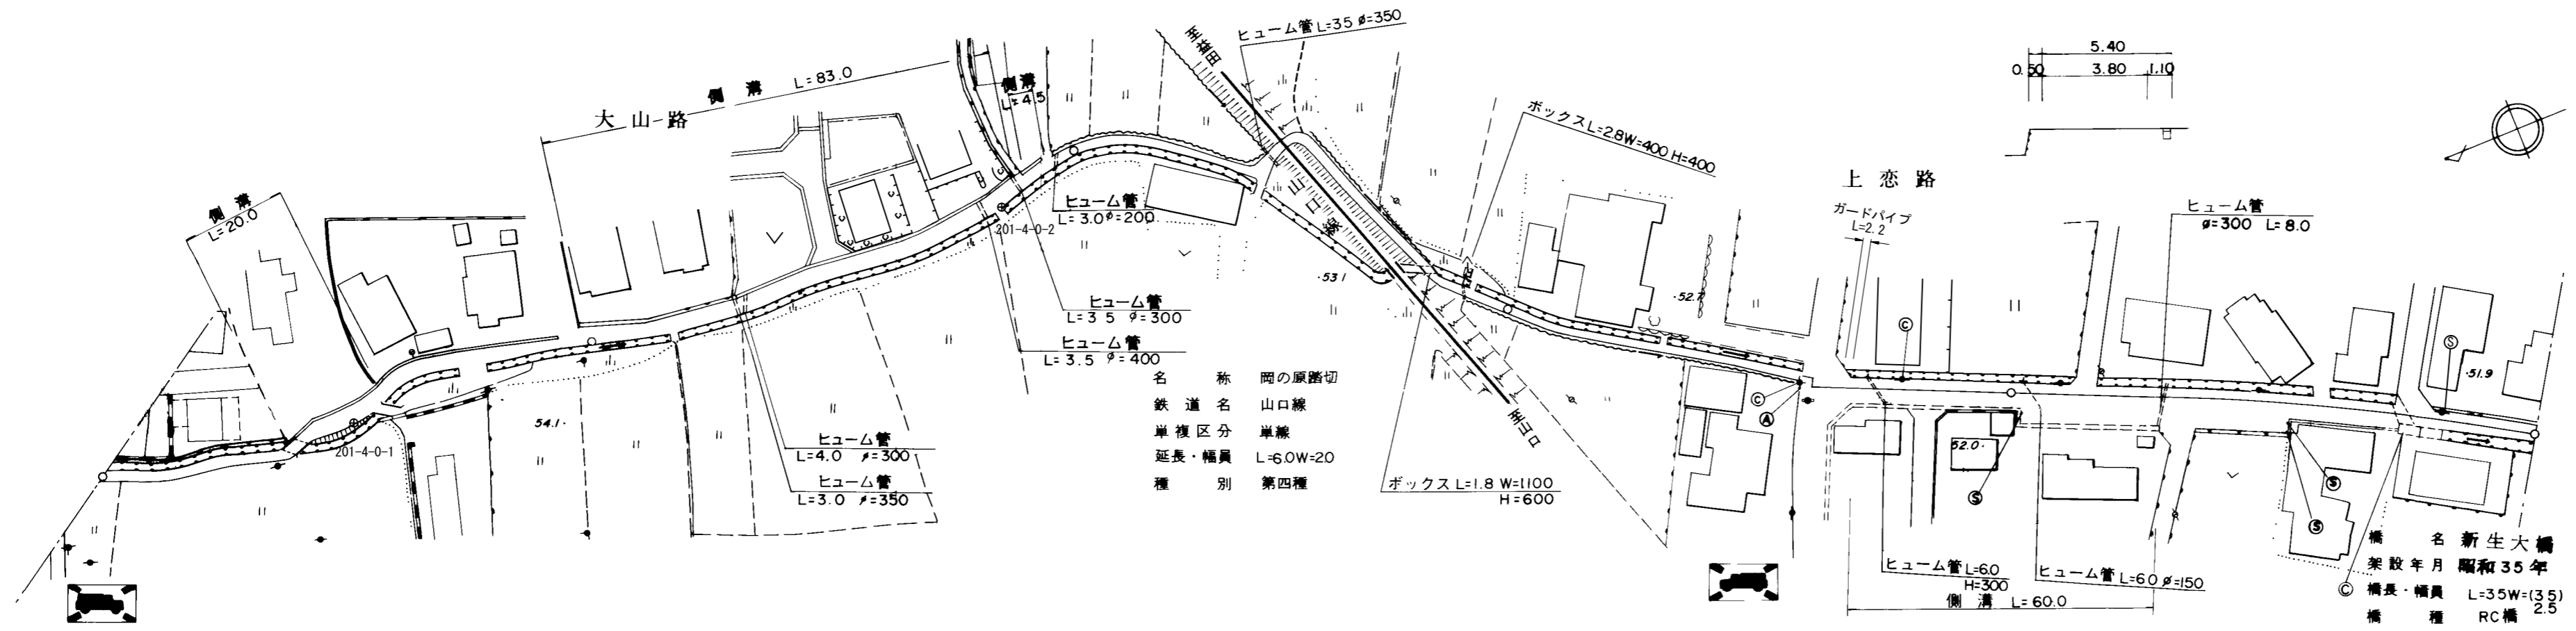 側溝
L=20.0
大山路
側溝 L=83.0
側溝
L=4.5
至益田
ヒューム管 L=35 φ=350
ボックス L=2.8W=400 H=400
5.40
0.50 3.80 1.10
上恋路
ガードパイプ
L=2.2
ヒューム管
φ=300 L=8.0
ヒューム管
L=3.0 φ=200
201-4-0-2
山口線
53.1
52.7
ヒューム管
L=3 5 φ=300
ヒューム管
L=3.5 φ=400
名称 岡の原踏切
鉄道名 山口線
単複区分 単線
延長・幅員 L=6.0W=2.0
種別 第四種
至山口
54.1
201-4-0-1
ヒューム管
L=4.0 φ=300
ヒューム管
L=3.0 φ=350
ボックス L=1.8 W=1100
H=600
C
A
C
S
51.9
52.0
S
S
S
ヒューム管 L=6.0
H=300
ヒューム管 L=6.0 φ=150
側溝 L=60.0
橋名 新生大橋
架設年月 昭和35年
C 橋長・幅員 L=35W=(35)
2.5
橋種 RC橋